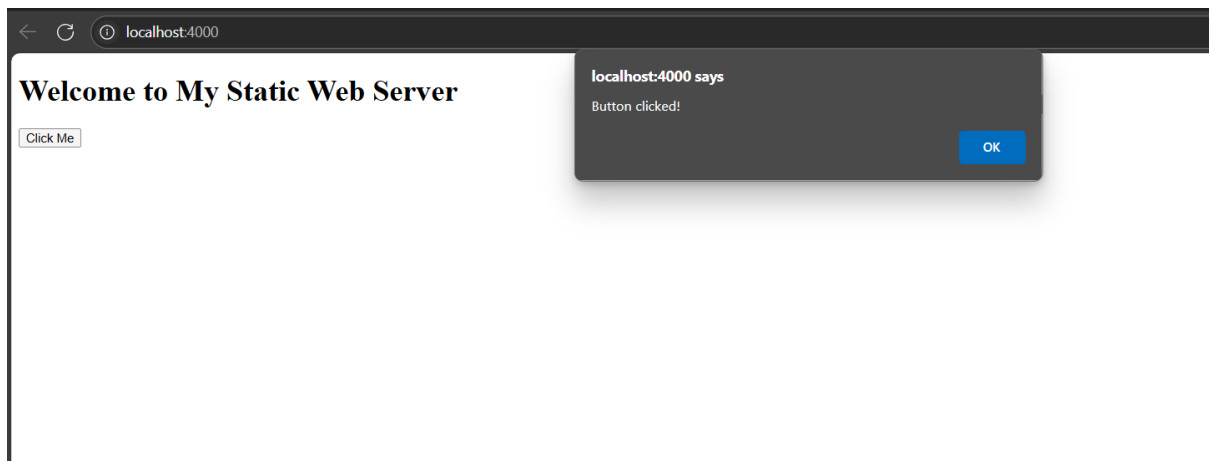 localhost:4000
Welcome to My Static Web Server
Click Me
localhost:4000 says
Button clicked!
OK